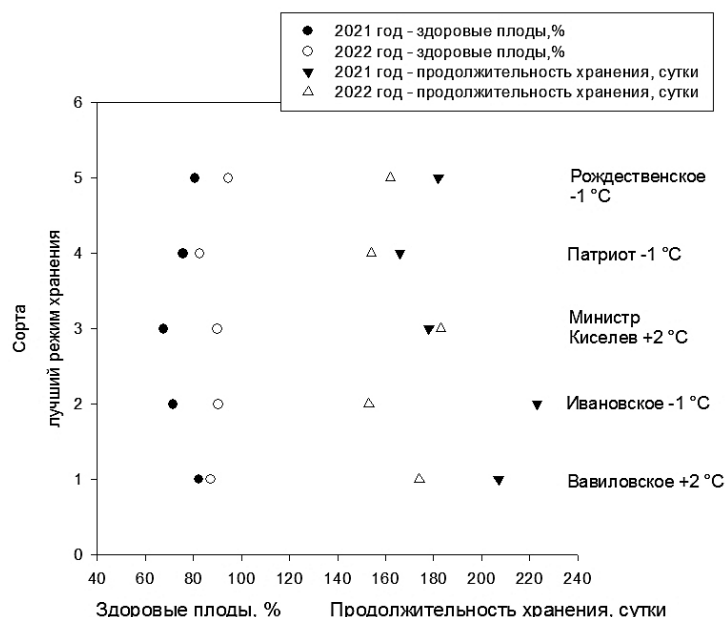 2021 год - здоровые плоды,%
2022 год - здоровые плоды,%
2021 год - продолжительность хранения, сутки
2022 год - продолжительность хранения, сутки
Сорта
лучший режим хранения
6
5
4
3
2
1
0
Рождественское
-1 °C
Патриот -1 °C
Министр
Киселев +2 °C
Ивановское -1 °C
Вавиловское +2 °C
40 60 80 100 120 140 160 180 200 220 240
Здоровые плоды, % Продолжительность хранения, сутки